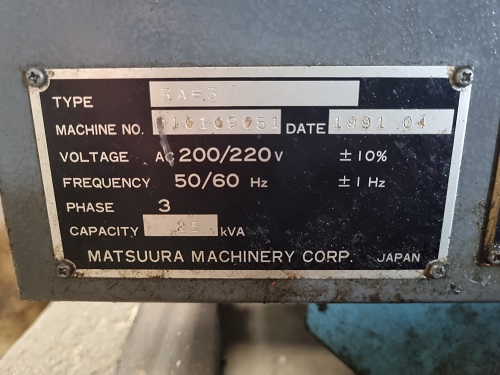 TYPE
MACHINE NO. DATE 1991.04
VOLTAGE AC 200/220 V ±10%
FREQUENCY 50/60 Hz ±1 Hz
PHASE 3
CAPACITY 25 kVA
MATSUURA MACHINERY CORP. JAPAN